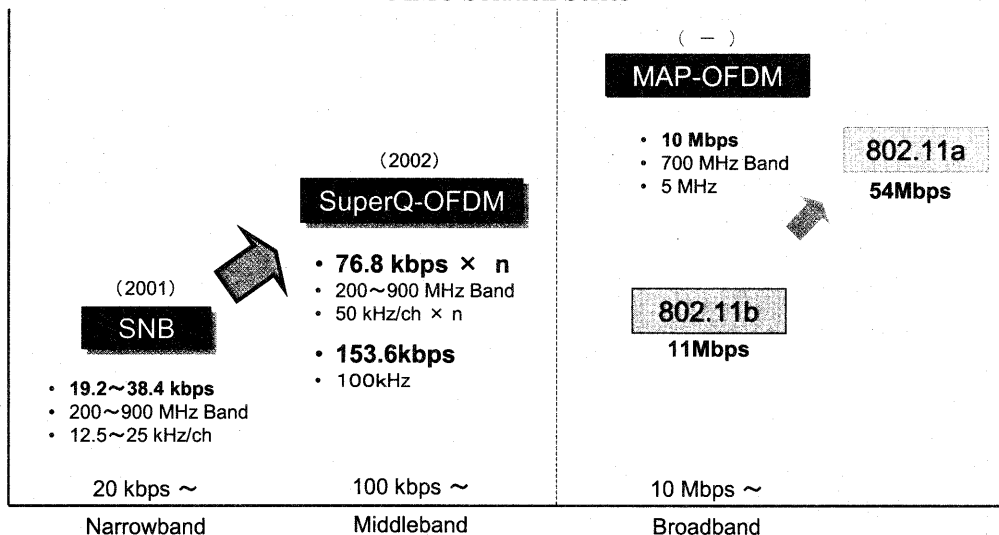 (2001)
SNB
• 19.2～38.4 kbps
• 200～900 MHz Band
• 12.5～25 kHz/ch
(2002)
SuperQ-OFDM
• 76.8 kbps × n
• 200～900 MHz Band
• 50 kHz/ch × n
• 153.6kbps
• 100kHz
( — )
MAP-OFDM
• 10 Mbps
• 700 MHz Band
• 5 MHz
802.11a
54Mbps
802.11b
11Mbps
20 kbps ～
100 kbps ～
10 Mbps ～
Narrowband
Middleband
Broadband